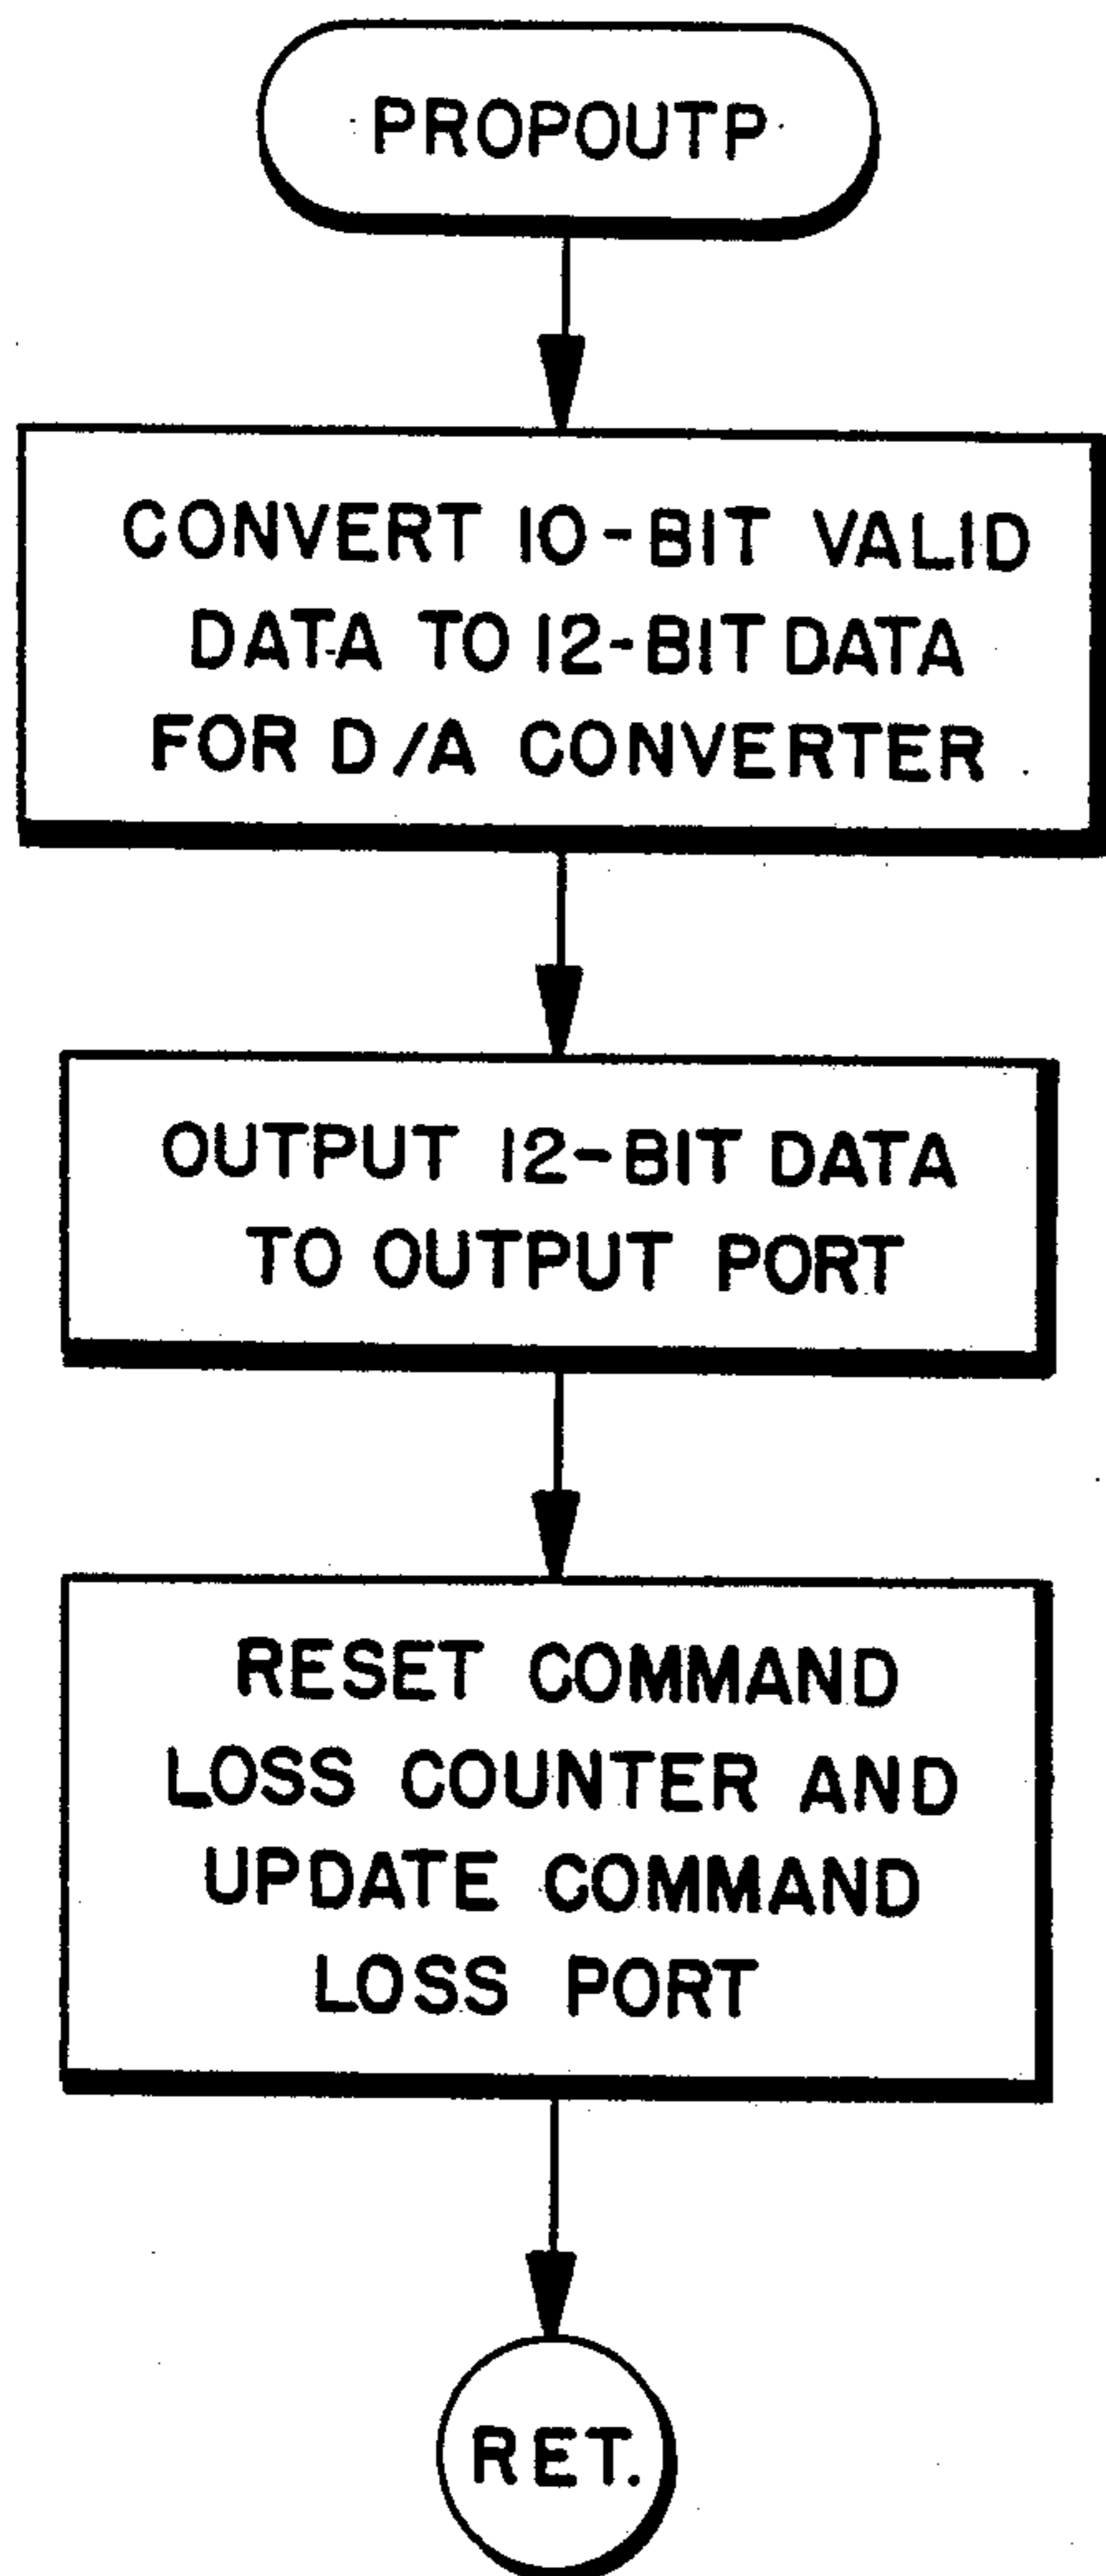 PROPOUTP
CONVERT 10-BIT VALID
DATA TO 12-BIT DATA
FOR D/A CONVERTER
OUTPUT 12-BIT DATA
TO OUTPUT PORT
RESET COMMAND
LOSS COUNTER AND
UPDATE COMMAND
LOSS PORT
RET.